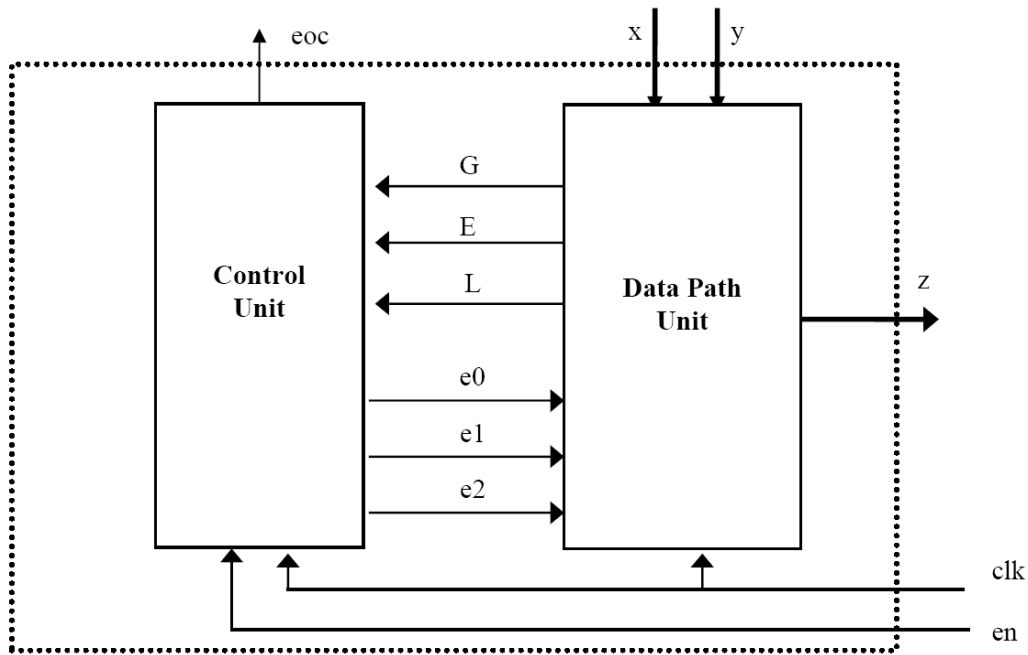 eoc
x
y
G
E
L
Control
Unit
Data Path
Unit
z
e0
e1
e2
clk
en